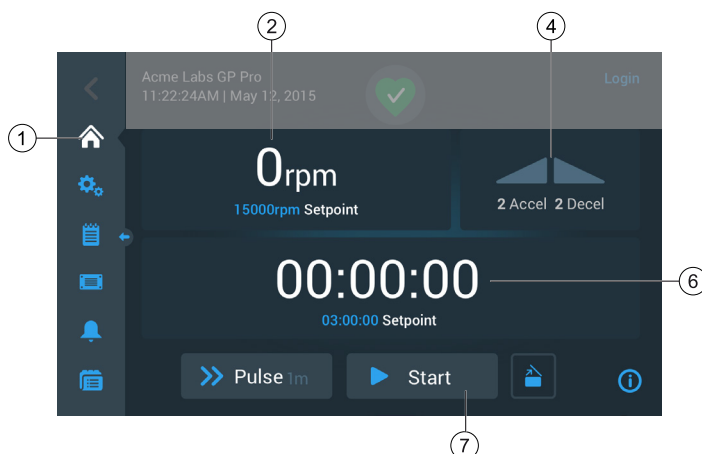 2
4
Acme Labs GP Pro
Login
11:22:24AM | May 12, 2015
1
0rpm
15000rpm Setpoint
2 Accel 2 Decel
00:00:00
6
03:00:00 Setpoint
Pulse 1m
Start
7